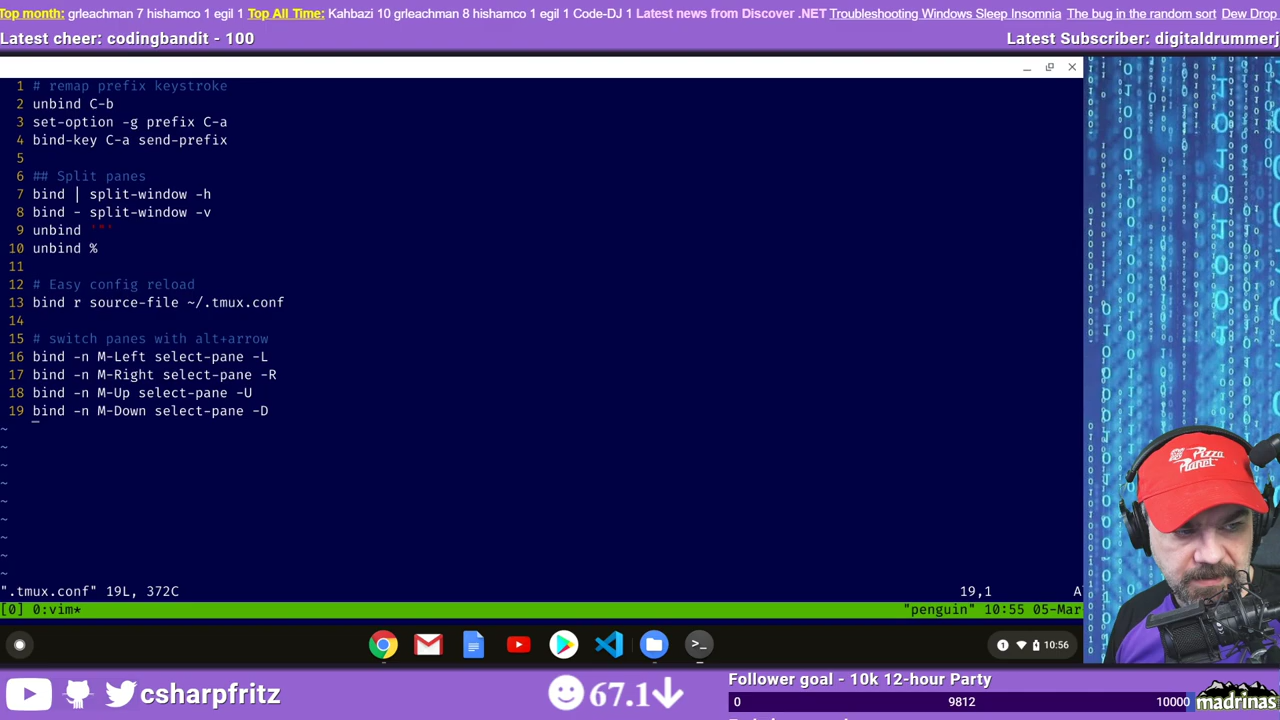 Top month: grleachman 7 hishamco 1 egil 1 Top All Time: Kahbazi 10 grleachman 8 hishamco 1 egil 1 Code-DJ 1 Latest news from Discover .NET Troubleshooting Windows Sleep Insomnia The bug in the random sort Dew Drop
Latest cheer: codingbandit - 100
Latest Subscriber: digitaldrummerj
1 # remap prefix keystroke
2 unbind C-b
3 set-option -g prefix C-a
4 bind-key C-a send-prefix
5
6 ## Split panes
7 bind | split-window -h
8 bind - split-window -v
9 unbind '"'
10 unbind %
11
12 # Easy config reload
13 bind r source-file ~/.tmux.conf
14
15 # switch panes with alt+arrow
16 bind -n M-Left select-pane -L
17 bind -n M-Right select-pane -R
18 bind -n M-Up select-pane -U
19 bind -n M-Down select-pane -D
~
~
~
~
~
~
~
~
~
".tmux.conf" 19L, 372C
19,1
A
[0] 0:vim*
"penguin" 10:55 05-Mar
Pizza
Planet
1
10:56
csharpfritz
67.1
Follower goal - 10k 12-hour Party
0
9812
10000
madrinas